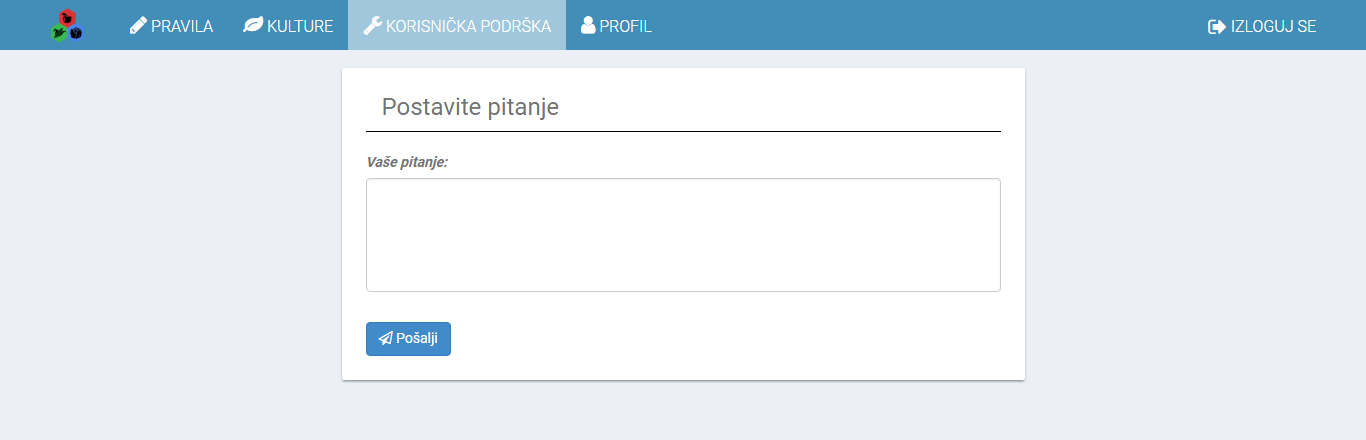 PRAVILA KULTURE KORISNIČKA PODRŠKA PROFIL IZLOGUJ SE
Postavite pitanje
Vaše pitanje:
Pošalji